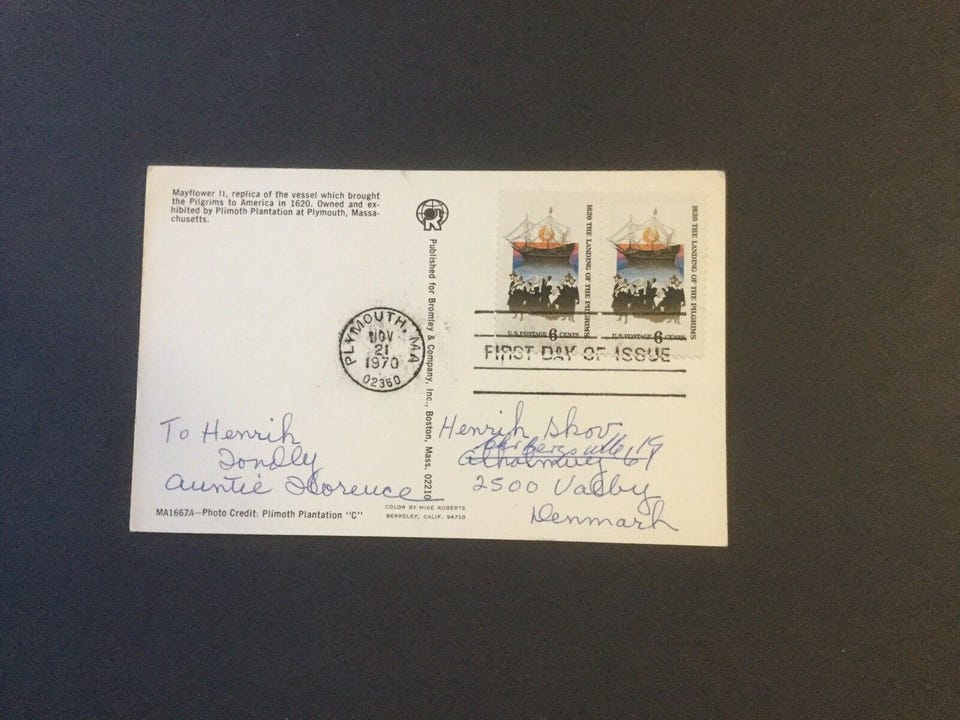 Mayflower II, replica of the vessel which brought
the Pilgrims to America in 1620. Owned and ex-
hibited by Plimoth Plantation at Plymouth, Massa-
chusetts.
Published for Bromley & Company, Inc., Boston, Mass. 02210
1620 THE LANDING OF THE PILGRIMS
U.S. POSTAGE 6 CENTS
1620 THE LANDING OF THE PILGRIMS
U.S. POSTAGE 6 CENTS
PLYMOUTH, MA
NOV
21
1970
02360
FIRST DAY OF ISSUE
To Henrik
Fondly
Auntie Florence
Henrik Skov
19
61
2500 Valby
Denmark
MA1667A—Photo Credit: Plimoth Plantation "C"
COLOR BY MIKE ROBERTS
BERKELEY, CALIF. 94710